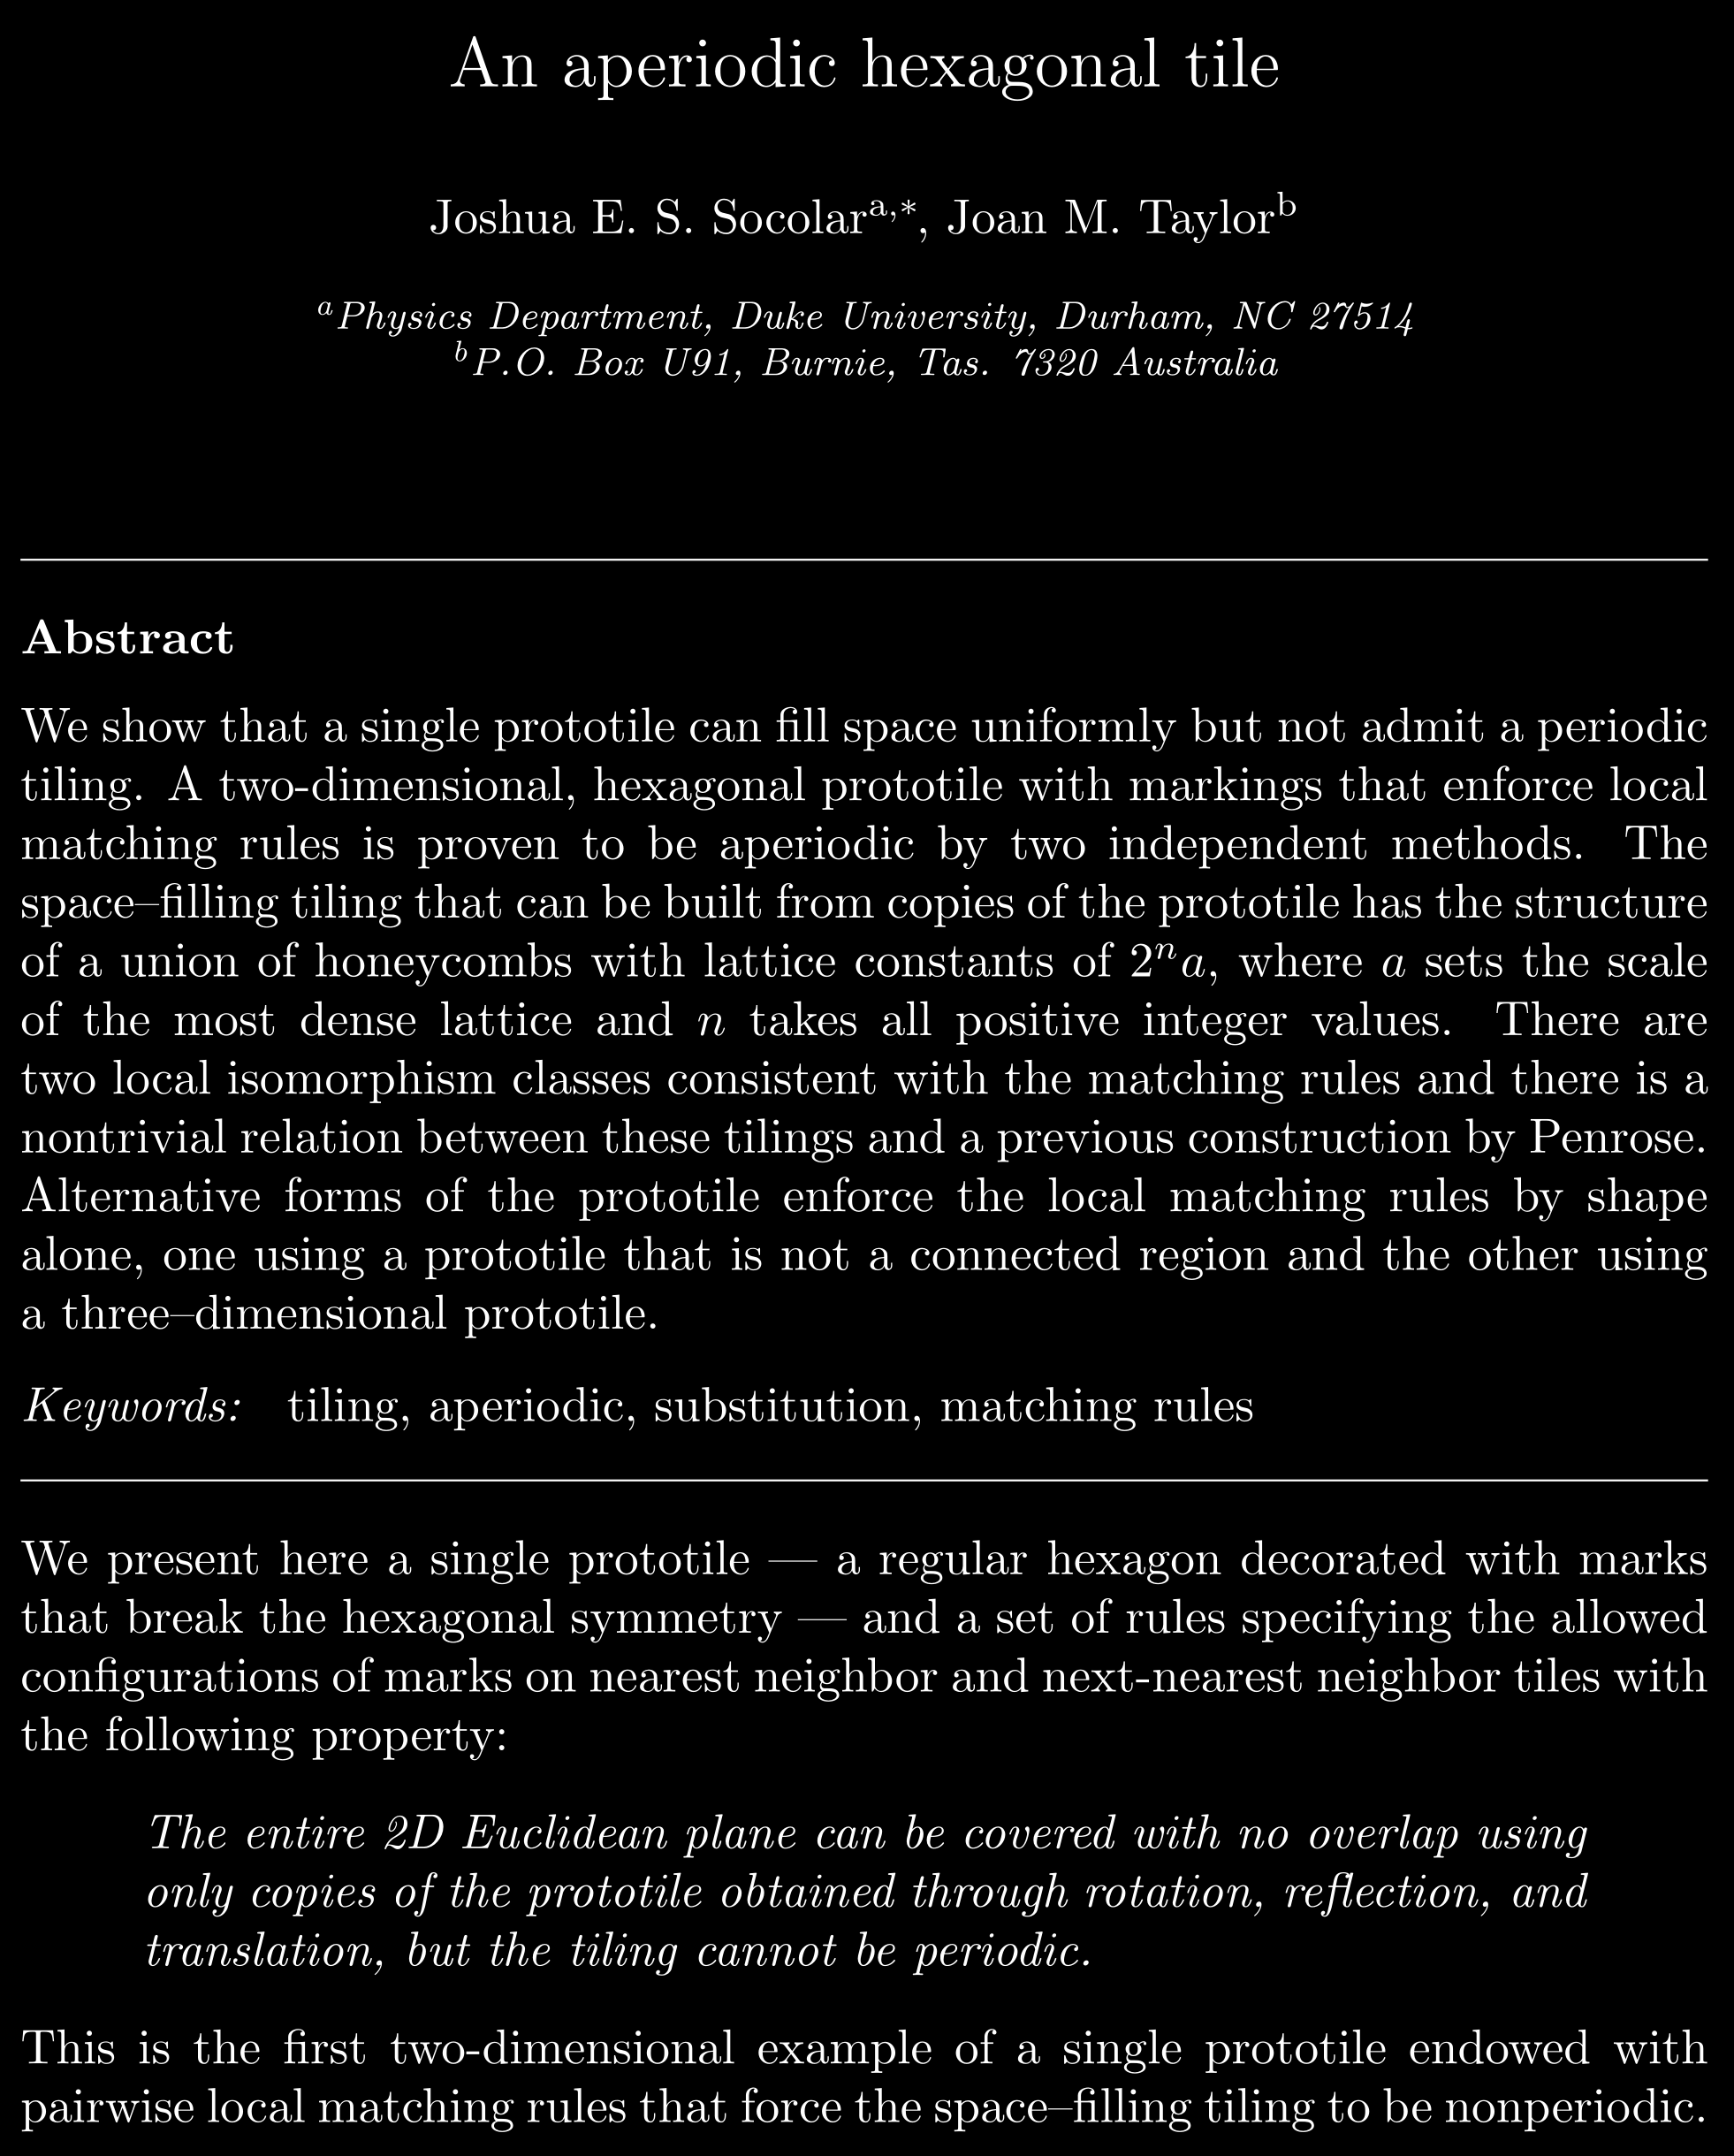 An aperiodic hexagonal tile
Joshua E. S. Socolarᵃ,*, Joan M. Taylorᵇ
ᵃPhysics Department, Duke University, Durham, NC 27514
ᵇP.O. Box U91, Burnie, Tas. 7320 Australia
Abstract
We show that a single prototile can fill space uniformly but not admit a periodic
tiling. A two-dimensional, hexagonal prototile with markings that enforce local
matching rules is proven to be aperiodic by two independent methods. The
space–filling tiling that can be built from copies of the prototile has the structure
of a union of honeycombs with lattice constants of 2ⁿa, where a sets the scale
of the most dense lattice and n takes all positive integer values. There are
two local isomorphism classes consistent with the matching rules and there is a
nontrivial relation between these tilings and a previous construction by Penrose.
Alternative forms of the prototile enforce the local matching rules by shape
alone, one using a prototile that is not a connected region and the other using
a three–dimensional prototile.
Keywords: tiling, aperiodic, substitution, matching rules
We present here a single prototile — a regular hexagon decorated with marks
that break the hexagonal symmetry — and a set of rules specifying the allowed
configurations of marks on nearest neighbor and next-nearest neighbor tiles with
the following property:
The entire 2D Euclidean plane can be covered with no overlap using
only copies of the prototile obtained through rotation, reflection, and
translation, but the tiling cannot be periodic.
This is the first two-dimensional example of a single prototile endowed with
pairwise local matching rules that force the space–filling tiling to be nonperiodic.